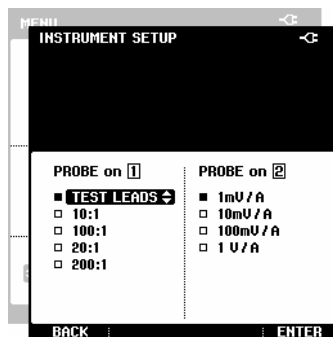 MENU
INSTRUMENT SETUP
PROBE on 1
TEST LEADS
10:1
100:1
20:1
200:1
PROBE on 2
1mV/A
10mV/A
100mV/A
1 V/A
BACK
ENTER